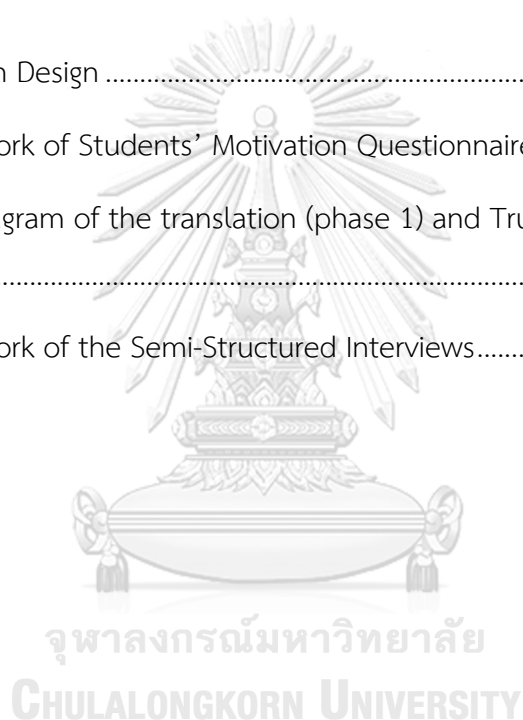 n Design ....................................................................................
ork of Students’ Motivation Questionnaire
gram of the translation (phase 1) and Tru
....................................................................................................
ork of the Semi-Structured Interviews.........
จุฬาลงกรณ์มหาวิทยาลัย
CHULALONGKORN UNIVERSITY